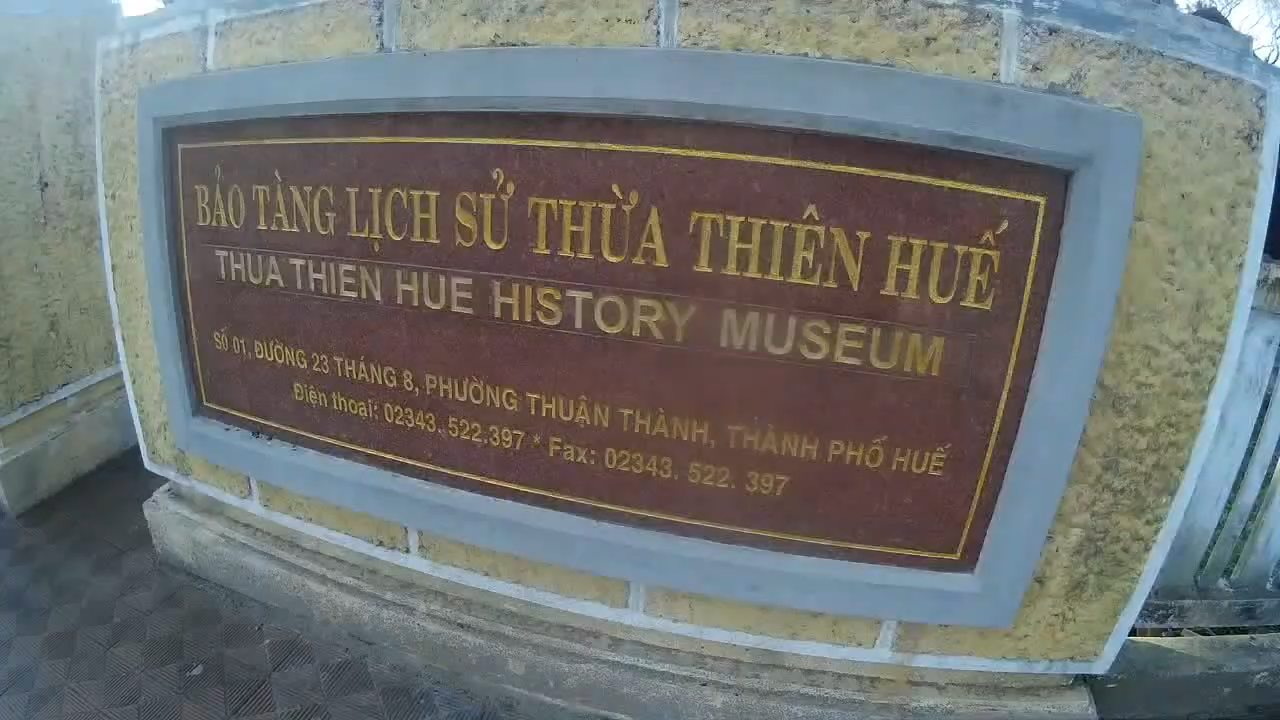 BẢO TÀNG LỊCH SỬ THỪA THIÊN HUẾ
THUA THIEN HUE HISTORY MUSEUM
SỐ 01, ĐƯỜNG 23 THÁNG 8, PHƯỜNG THUẬN THÀNH, THÀNH PHỐ HUẾ
Điện thoại: 02343. 522.397 * Fax: 02343. 522. 397